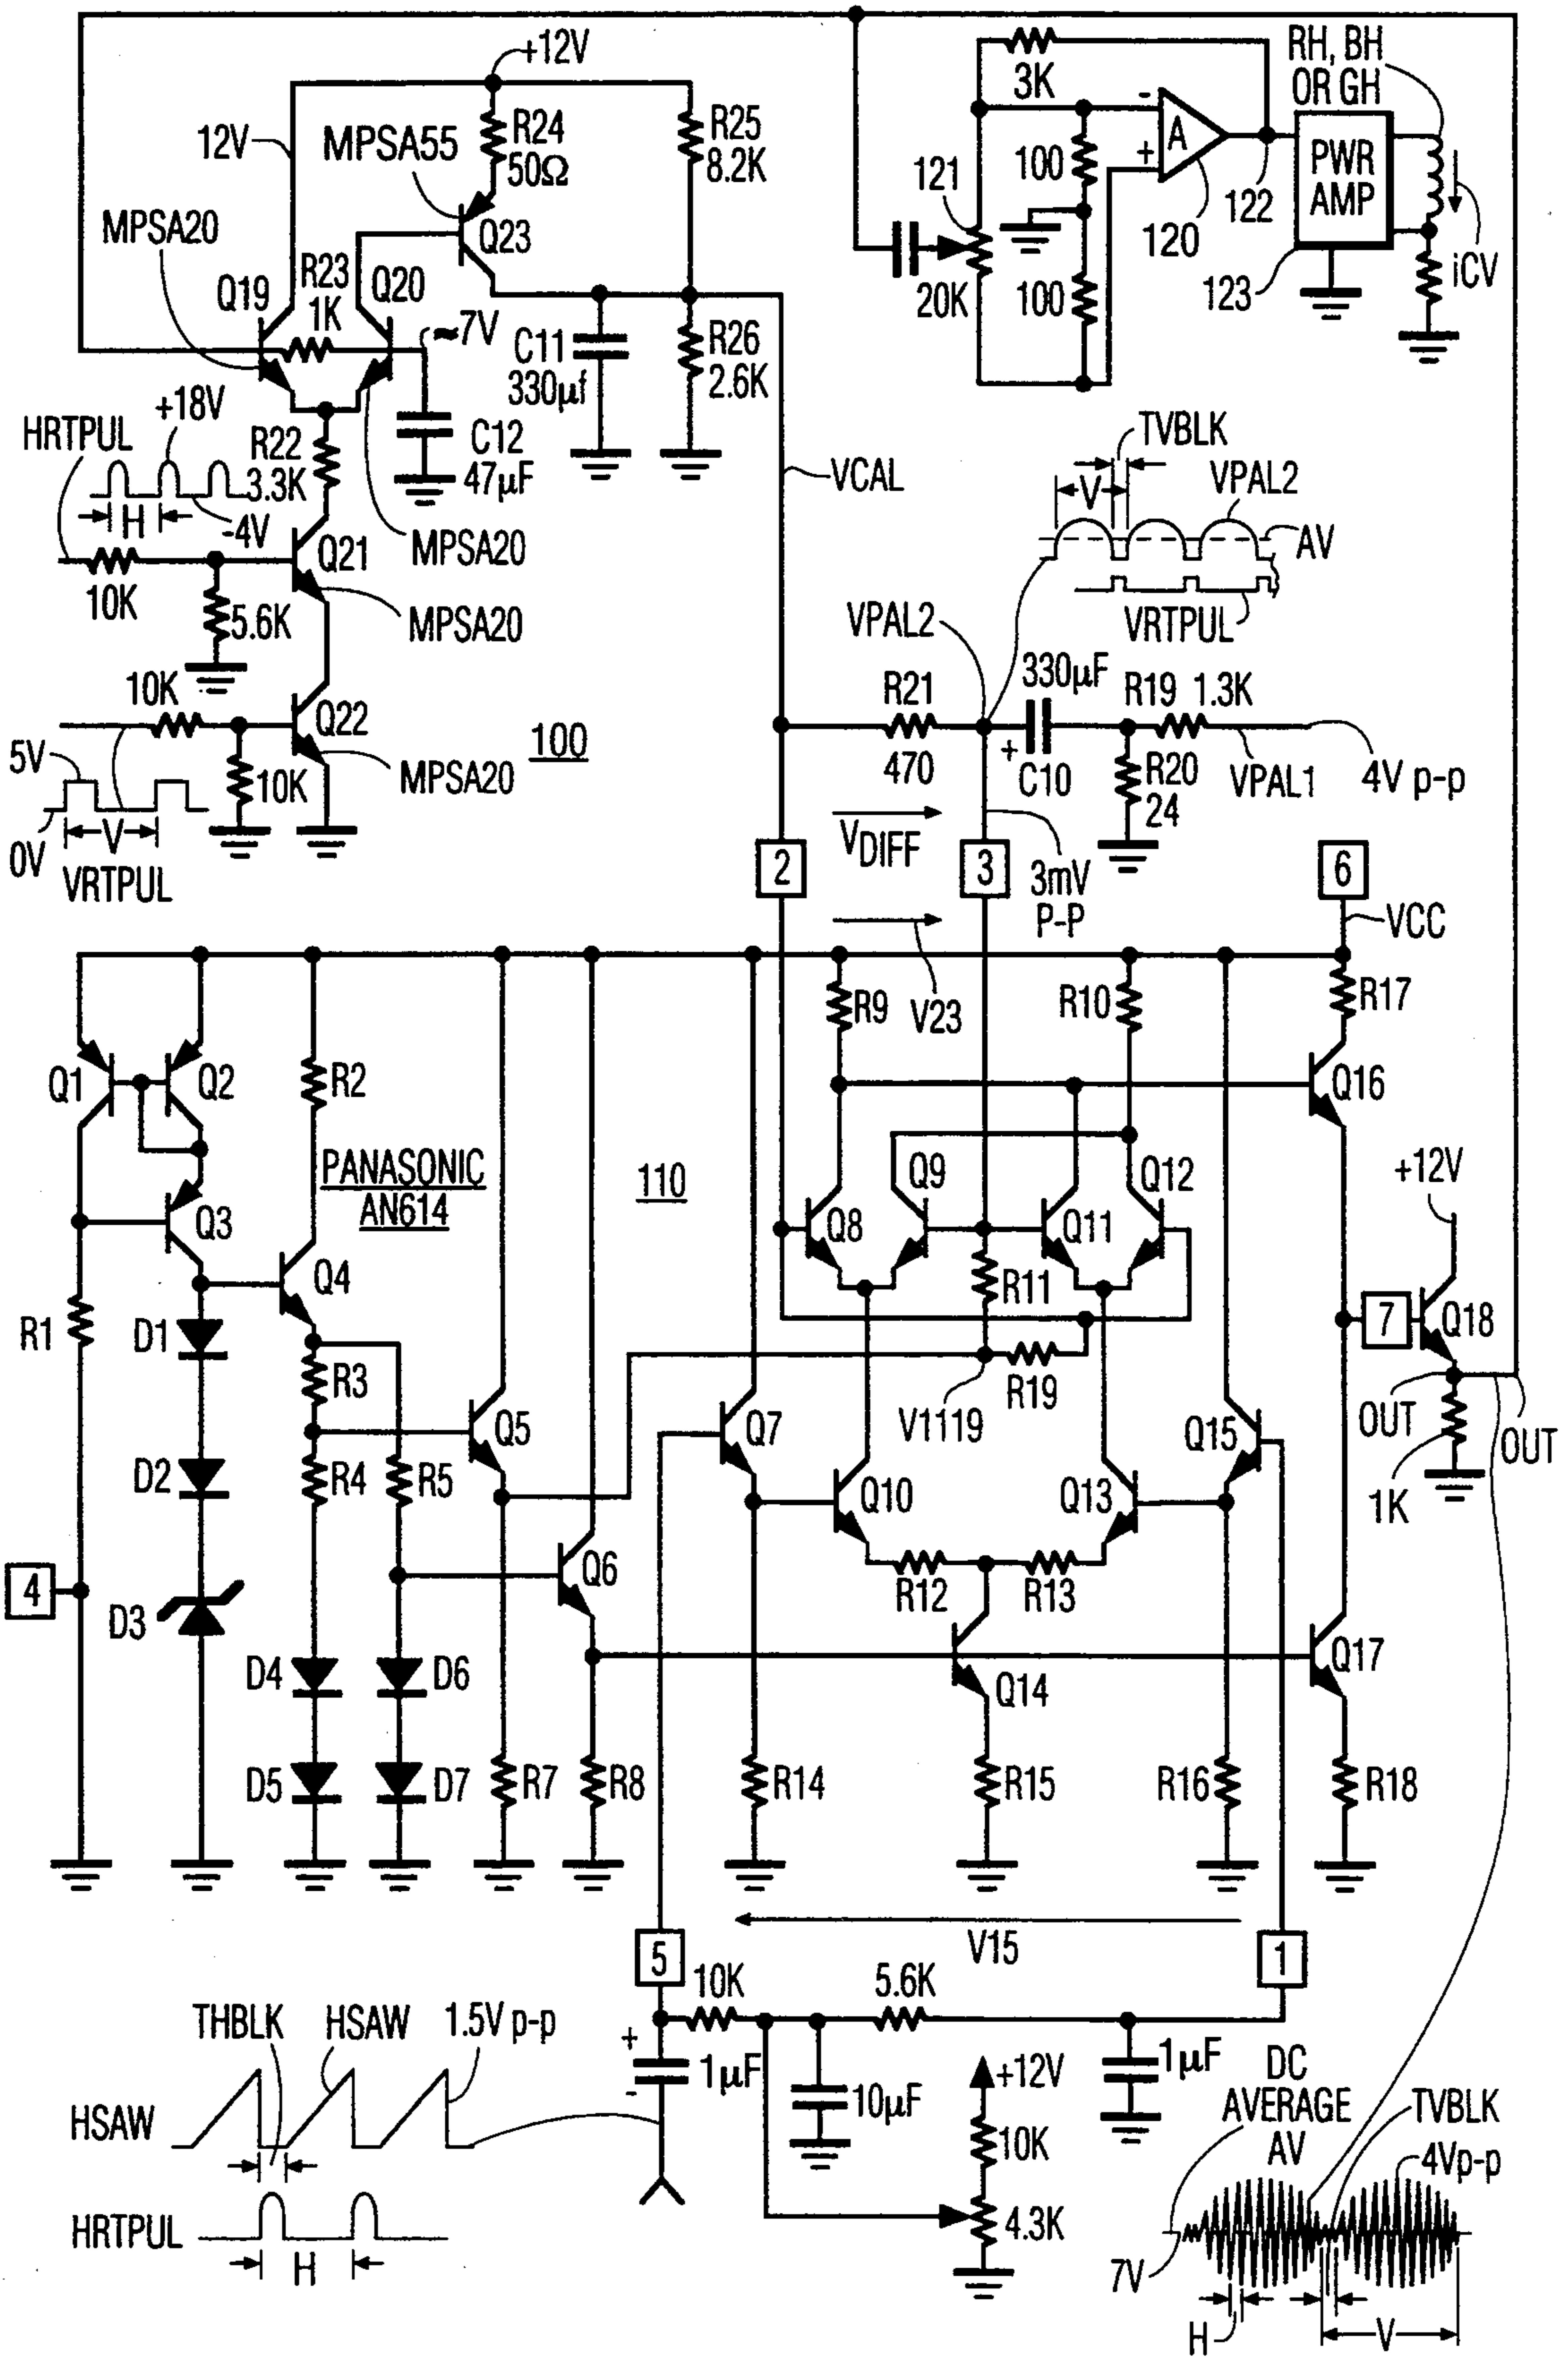 +12V
12V
MPSA55
R24
50Ω
R25
8.2K
MPSA20
Q23
Q19
R23
1K
Q20
≈7V
C11
330μf
R26
2.6K
C12
47μF
HRTPUL
+18V
R22
3.3K
H
-4V
Q21
MPSA20
10K
5.6K
MPSA20
10K
Q22
5V
10K
MPSA20
0V
V
VRTPUL
100
3K
RH, BH
OR GH
-
+
A
100
121
20K
100
120
122
PWR
AMP
123
iCV
TVBLK
VCAL
V
VPAL2
AV
VRTPUL
VPAL2
330μF
R19 1.3K
R21
470
+
C10
R20
24
VPAL1
4V p-p
VDIFF
2
3
3mV
P-P
6
VCC
V23
R9
R10
R17
Q1
Q2
R2
Q16
PANASONIC
AN614
110
Q3
Q4
Q8
Q9
Q11
Q12
+12V
R1
D1
R11
7
Q18
R3
R19
V1119
Q5
Q7
Q15
OUT
OUT
1K
D2
R4
R5
Q10
Q13
4
D3
Q6
R12
R13
D4
D6
Q14
Q17
D5
D7
R7
R8
R14
R15
R16
R18
V15
5
1
10K
5.6K
THBLK
HSAW
1.5V p-p
+
-
1μF
10μF
+12V
1μF
HSAW
10K
4.3K
HRTPUL
H
DC
AVERAGE
AV
TVBLK
4Vp-p
7V
H
V